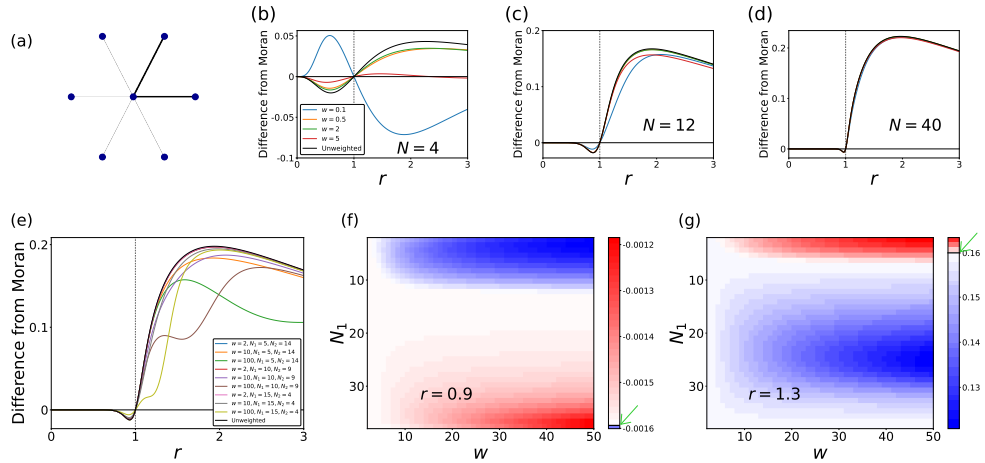 (a)
(b)
Difference from Moran
0.05
0
-0.05
-0.1
w = 0.1
w = 0.5
w = 2
w = 5
Unweighted
N = 4
0 1 2 3
r
(c)
Difference from Moran
0.2
0.1
0
N = 12
0 1 2 3
r
(d)
Difference from Moran
0.2
0.1
0
N = 40
0 1 2 3
r
(e)
Difference from Moran
0.2
0.1
0
w = 2, N₁ = 5, N₂ = 14
w = 10, N₁ = 5, N₂ = 14
w = 100, N₁ = 5, N₂ = 14
w = 2, N₁ = 10, N₂ = 9
w = 10, N₁ = 10, N₂ = 9
w = 100, N₁ = 10, N₂ = 9
w = 2, N₁ = 15, N₂ = 4
w = 10, N₁ = 15, N₂ = 4
w = 100, N₁ = 15, N₂ = 4
Unweighted
0 1 2 3
r
(f)
N₁
10
20
30
r = 0.9
10 20 30 40 50
w
-0.0012
-0.0013
-0.0014
-0.0015
-0.0016
(g)
N₁
10
20
30
r = 1.3
10 20 30 40 50
w
0.16
0.15
0.14
0.13